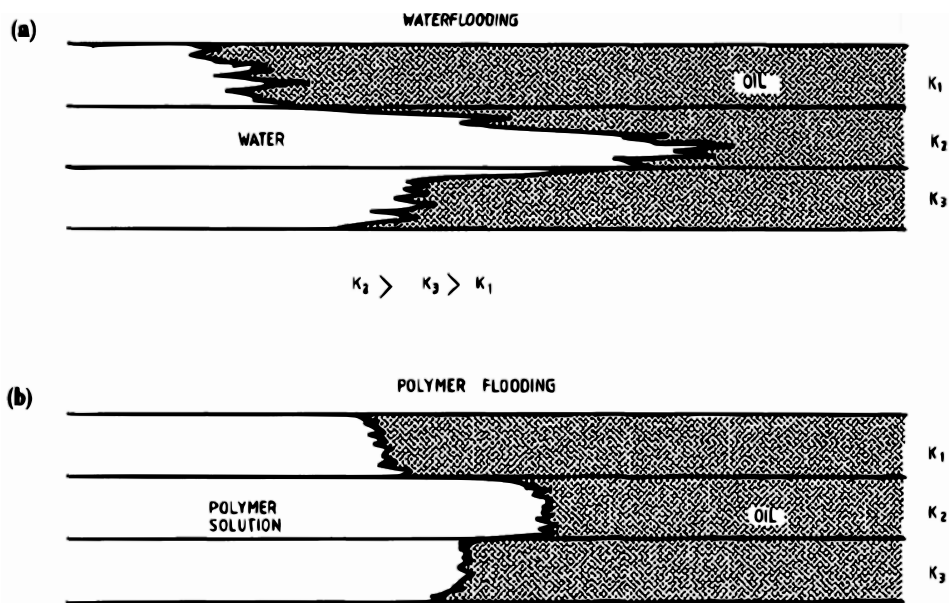 (a)
WATERFLOODING
OIL
K₁
WATER
K₂
K₃
K₂ > K₃ > K₁
(b)
POLYMER FLOODING
K₁
POLYMER
SOLUTION
OIL
K₂
K₃